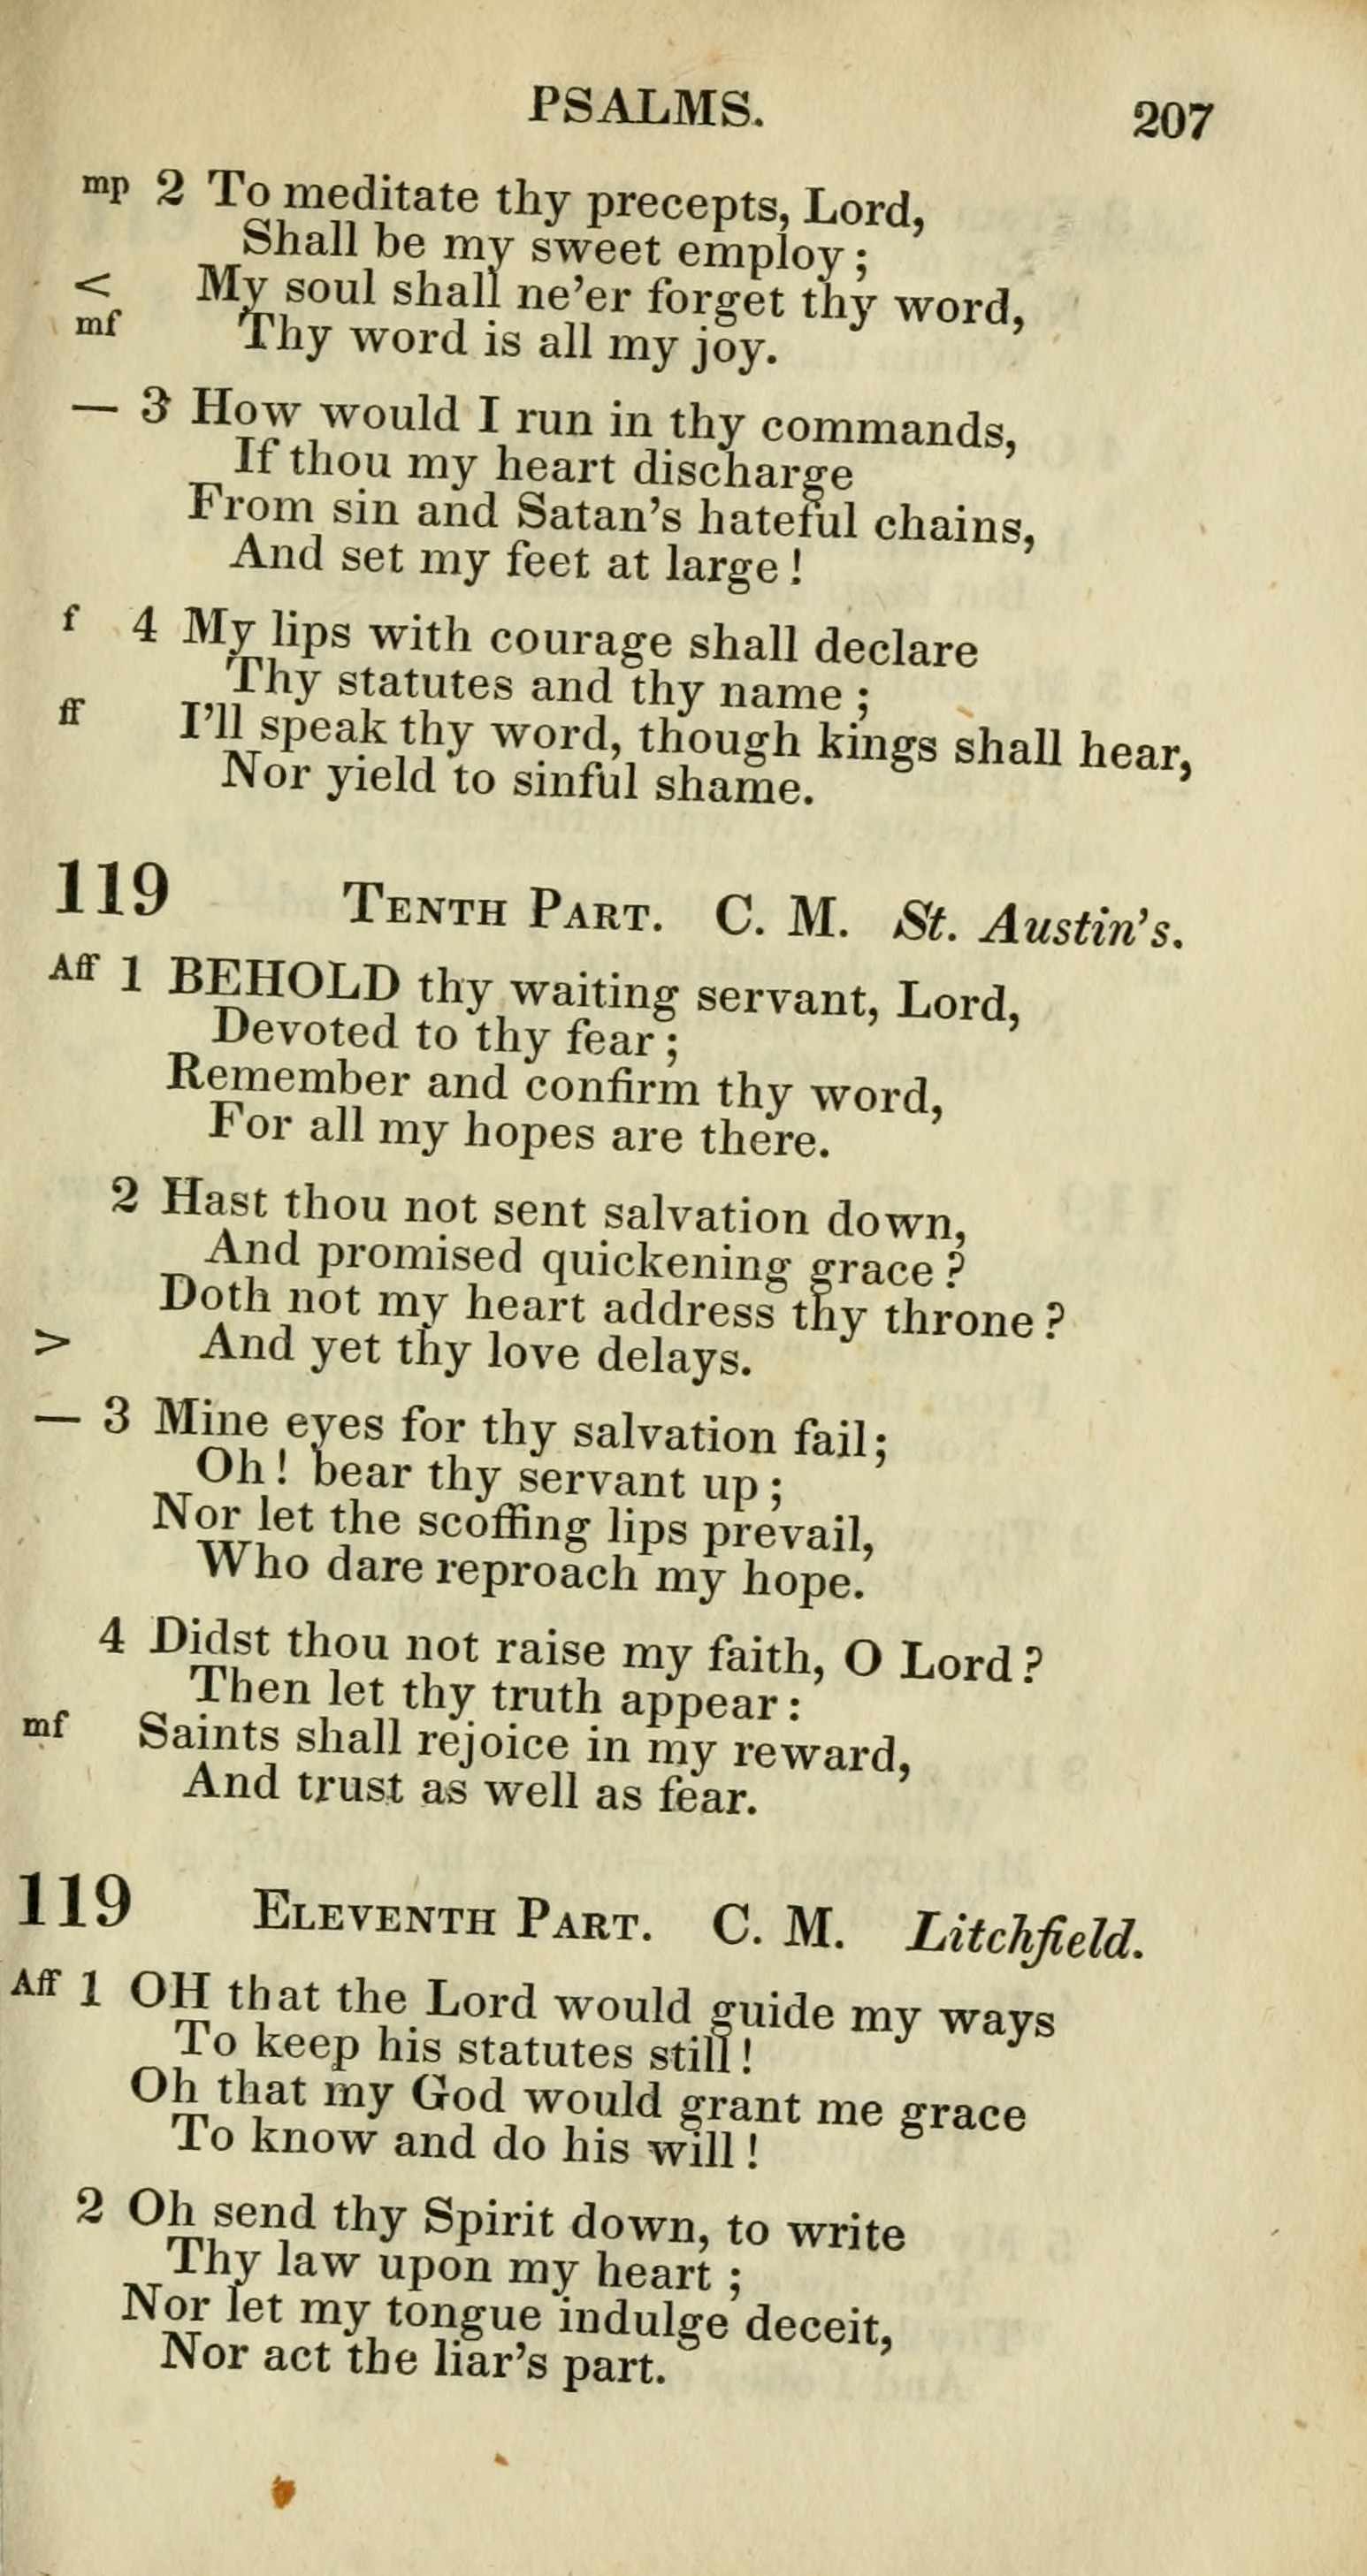 PSALMS. 207
mp 2 To meditate thy precepts, Lord,
Shall be my sweet employ;
< My soul shall ne'er forget thy word,
mf Thy word is all my joy.
— 3 How would I run in thy commands,
If thou my heart discharge
From sin and Satan's hateful chains,
And set my feet at large!
f 4 My lips with courage shall declare
Thy statutes and thy name;
ff I'll speak thy word, though kings shall hear,
Nor yield to sinful shame.
119 TENTH PART. C. M. St. Austin's.
Aff 1 BEHOLD thy waiting servant, Lord,
Devoted to thy fear;
Remember and confirm thy word,
For all my hopes are there.
2 Hast thou not sent salvation down,
And promised quickening grace?
Doth not my heart address thy throne?
> And yet thy love delays.
— 3 Mine eyes for thy salvation fail;
Oh! bear thy servant up;
Nor let the scoffing lips prevail,
Who dare reproach my hope.
4 Didst thou not raise my faith, O Lord?
Then let thy truth appear:
mf Saints shall rejoice in my reward,
And trust as well as fear.
119 ELEVENTH PART. C. M. Litchfield.
Aff 1 OH that the Lord would guide my ways
To keep his statutes still!
Oh that my God would grant me grace
To know and do his will!
2 Oh send thy Spirit down, to write
Thy law upon my heart;
Nor let my tongue indulge deceit,
Nor act the liar's part.